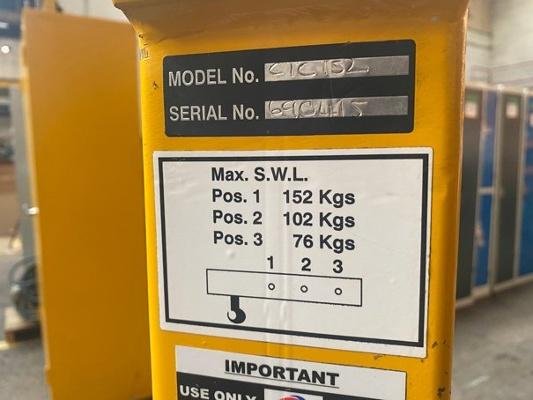 MODEL No. CIC152
SERIAL No.
Max. S.W.L.
Pos. 1 152 Kgs
Pos. 2 102 Kgs
Pos. 3 76 Kgs
1 2 3
IMPORTANT
USE ONLY